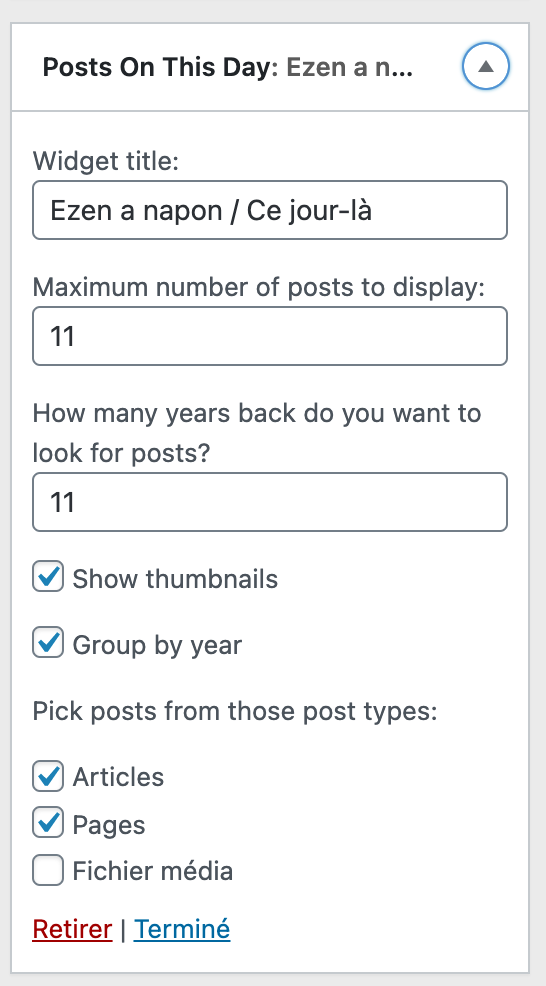 Posts On This Day: Ezen a n...
Widget title:
Ezen a napon / Ce jour-là
Maximum number of posts to display:
11
How many years back do you want to
look for posts?
11
Show thumbnails
Group by year
Pick posts from those post types:
Articles
Pages
Fichier média
Retirer | Terminé